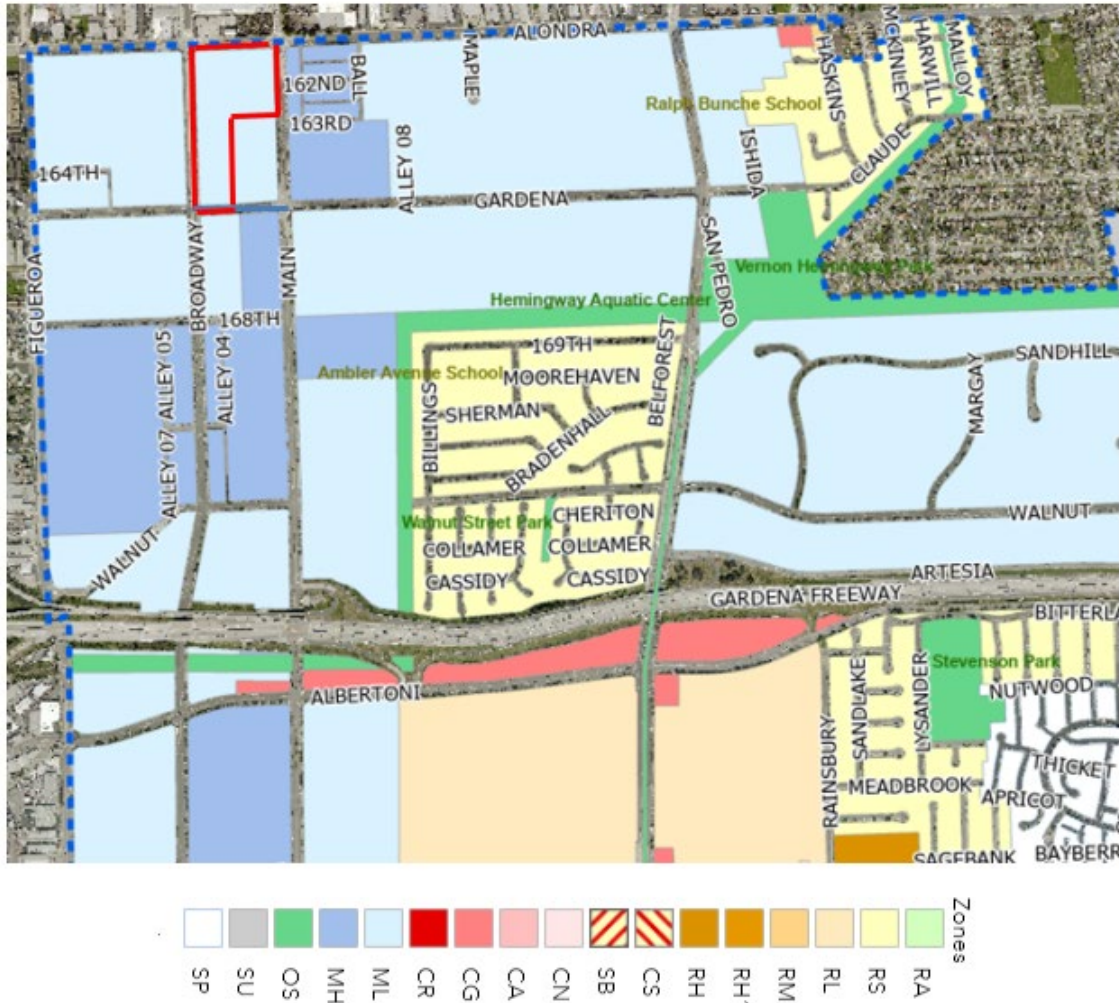 ALONDRA
MAPLE
BALL
162ND
163RD
ALLEY 08
HASKINS
MCKINLEY
HARWILL
MALLOY
Ralph Bunche School
CLAUDE
ISHIDA
164TH
GARDENA
BROADWAY
MAIN
SAN PEDRO
Hemingway Aquatic Center
FIGUEROA
168TH
169TH
ALLEY 05
ALLEY 04
ALLEY 07
Ambler Avenue School
MOOREHAVEN
SHERMAN
BRADENHALL
BELFOREST
BILLINGS
SANDHILL
MARGAY
WALNUT
WALNUT
Walnut Street Park
CHERITON
COLLAMER
COLLAMER
CASSIDY
CASSIDY
ARTESIA
GARDENA FREEWAY
ALBERTONI
Stevenson Park
NUTWOOD
SANDLAKE
LYSANDER
RAINSBURY
MEADBROOK
THICKET
APRICOT
SAGEBANK
Zones
SP
SU
OS
MH
ML
CR
CG
CA
CN
SB
CS
RH
RM
RL
RS
RA